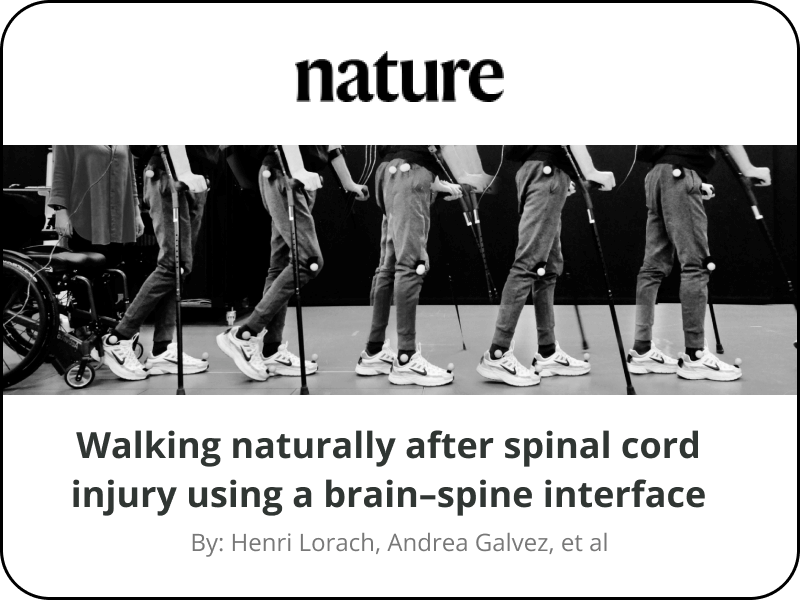 nature
Walking naturally after spinal cord
injury using a brain–spine interface
By: Henri Lorach, Andrea Galvez, et al